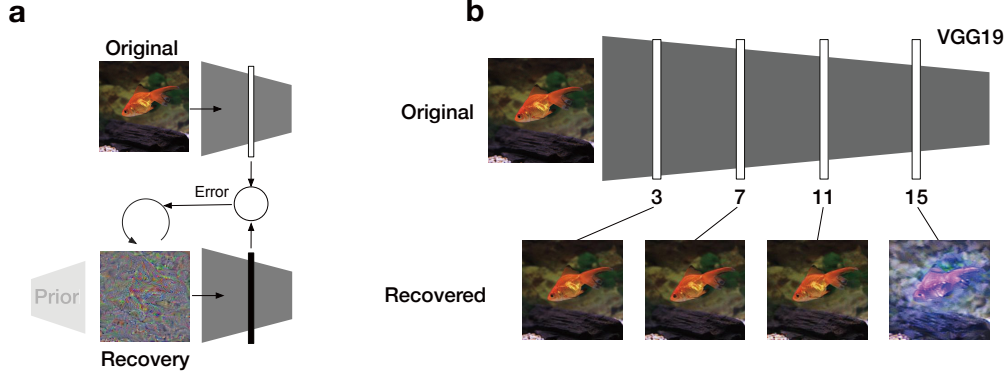 a
Original
Error
Prior
Recovery
b
VGG19
Original
3 7 11 15
Recovered